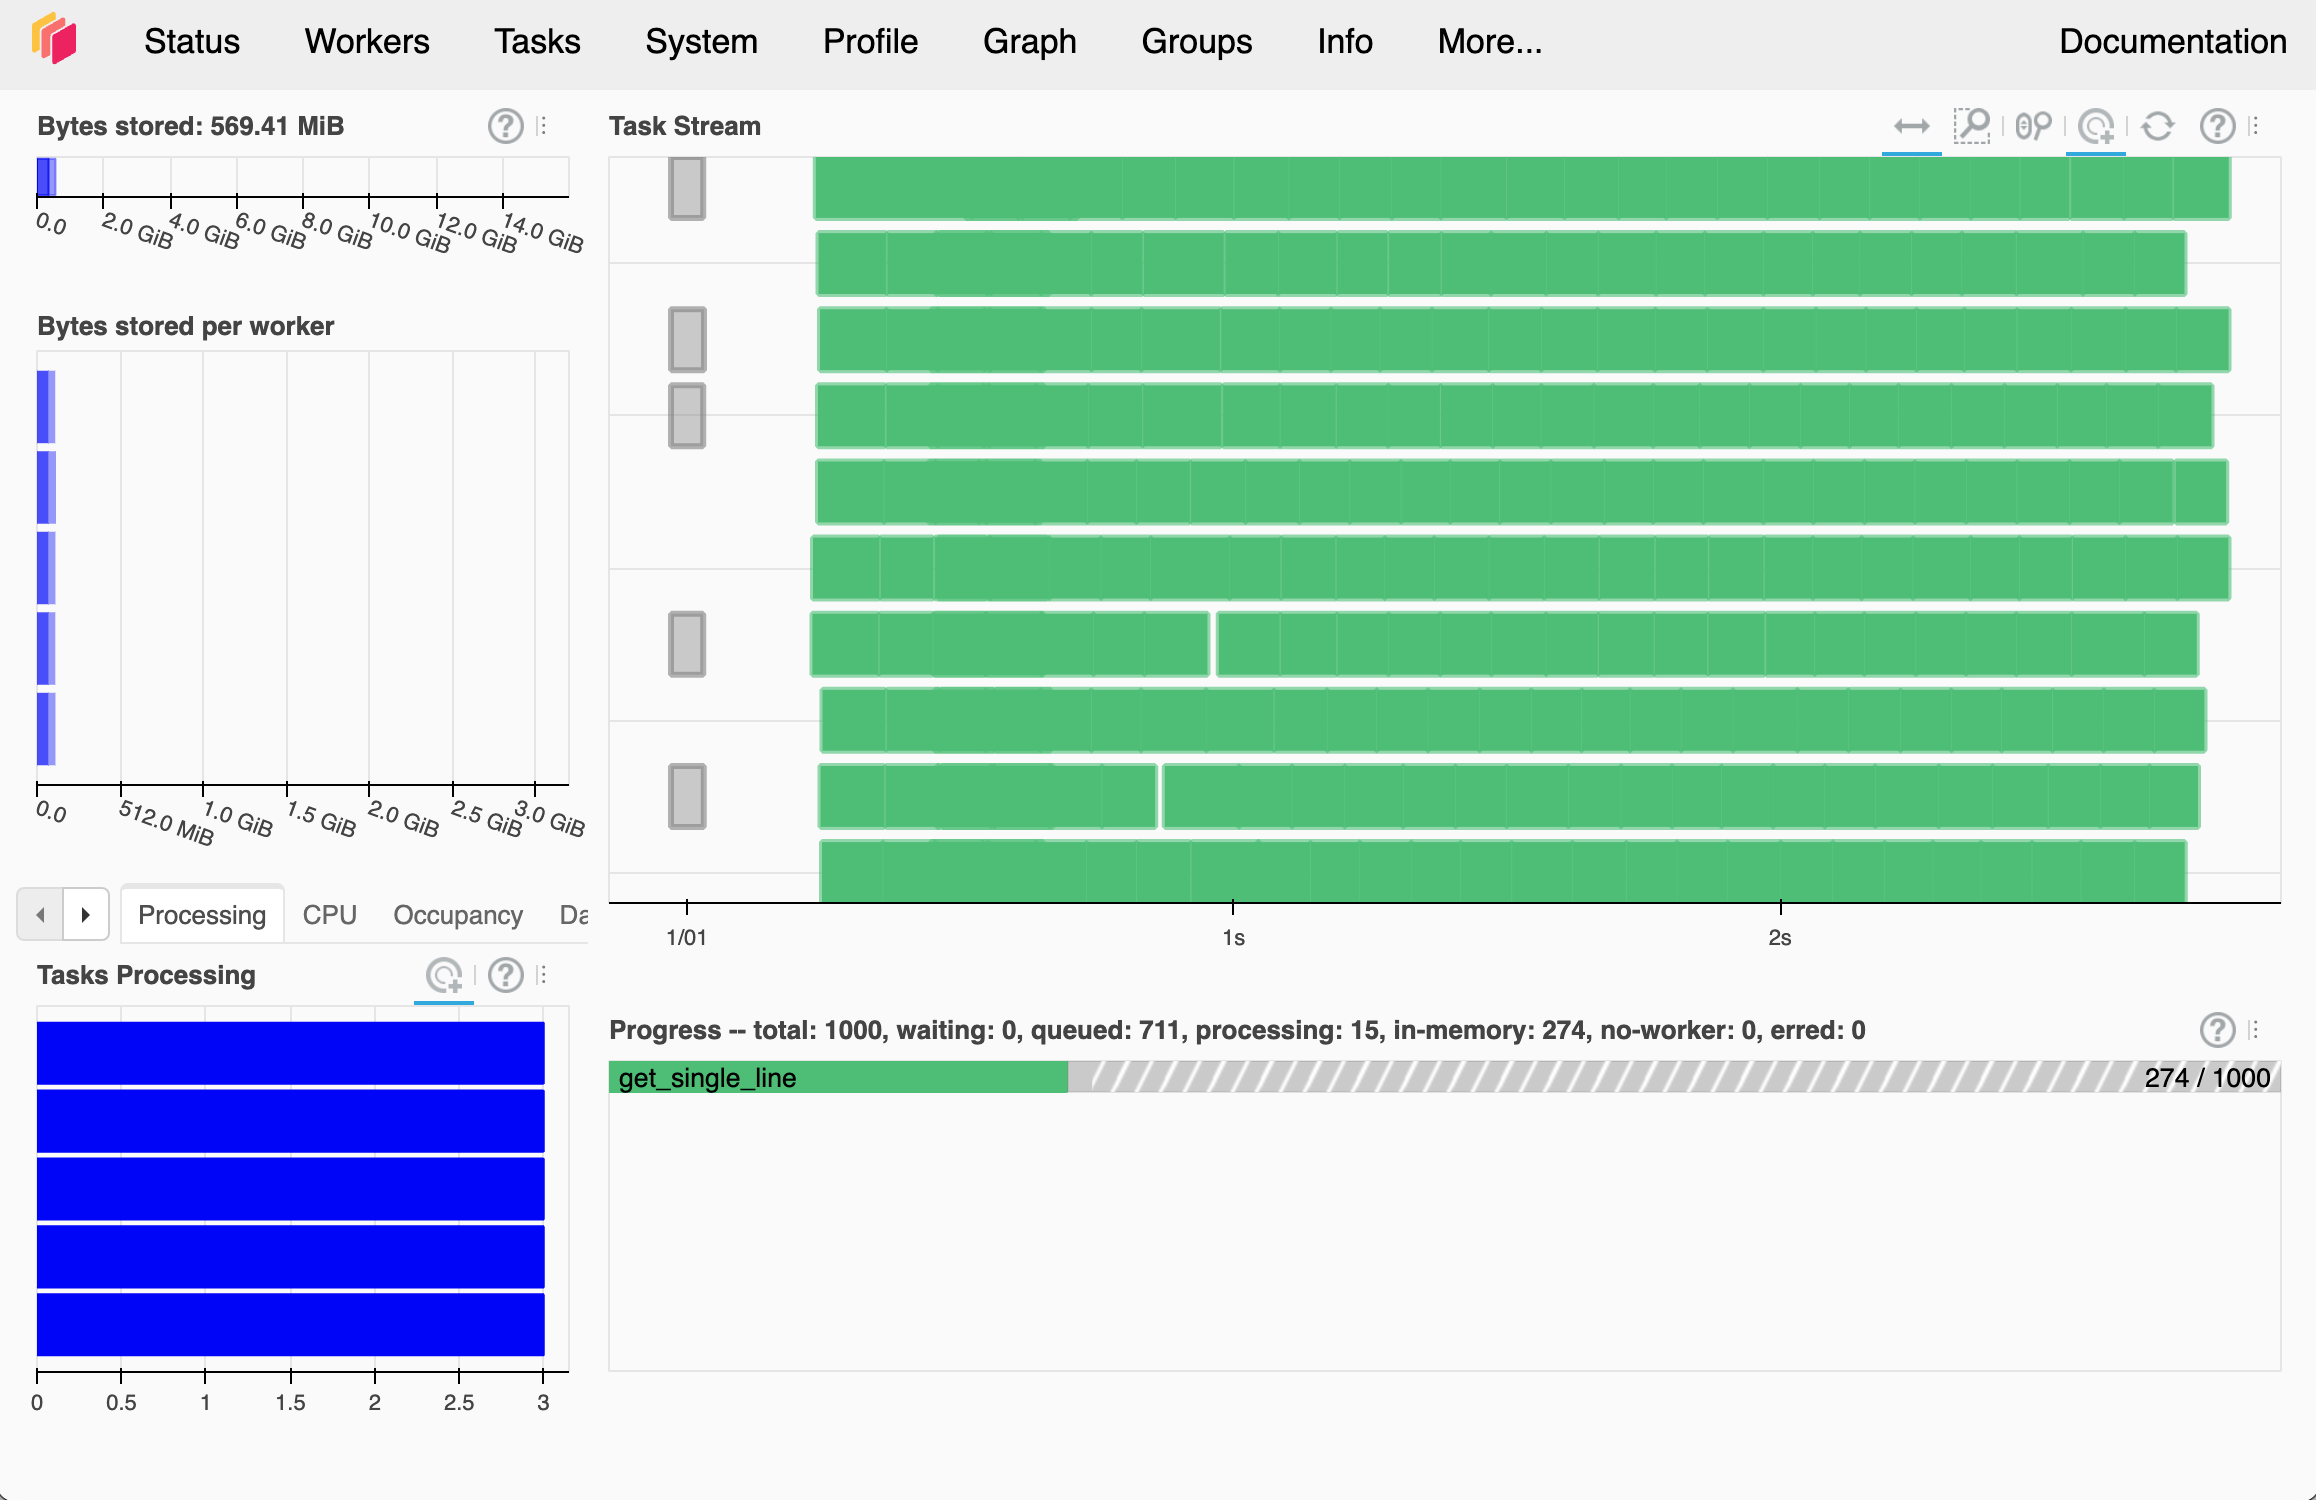 Status Workers Tasks System Profile Graph Groups Info More... Documentation
Bytes stored: 569.41 MiB
0.0 2.0 GiB 4.0 GiB 6.0 GiB 8.0 GiB 10.0 GiB 12.0 GiB 14.0 GiB
Bytes stored per worker
0.0 512.0 MiB 1.0 GiB 1.5 GiB 2.0 GiB 2.5 GiB 3.0 GiB
Processing CPU Occupancy Da
Tasks Processing
0 0.5 1 1.5 2 2.5 3
Task Stream
1/01 1s 2s
Progress -- total: 1000, waiting: 0, queued: 711, processing: 15, in-memory: 274, no-worker: 0, erred: 0
get_single_line 274 / 1000